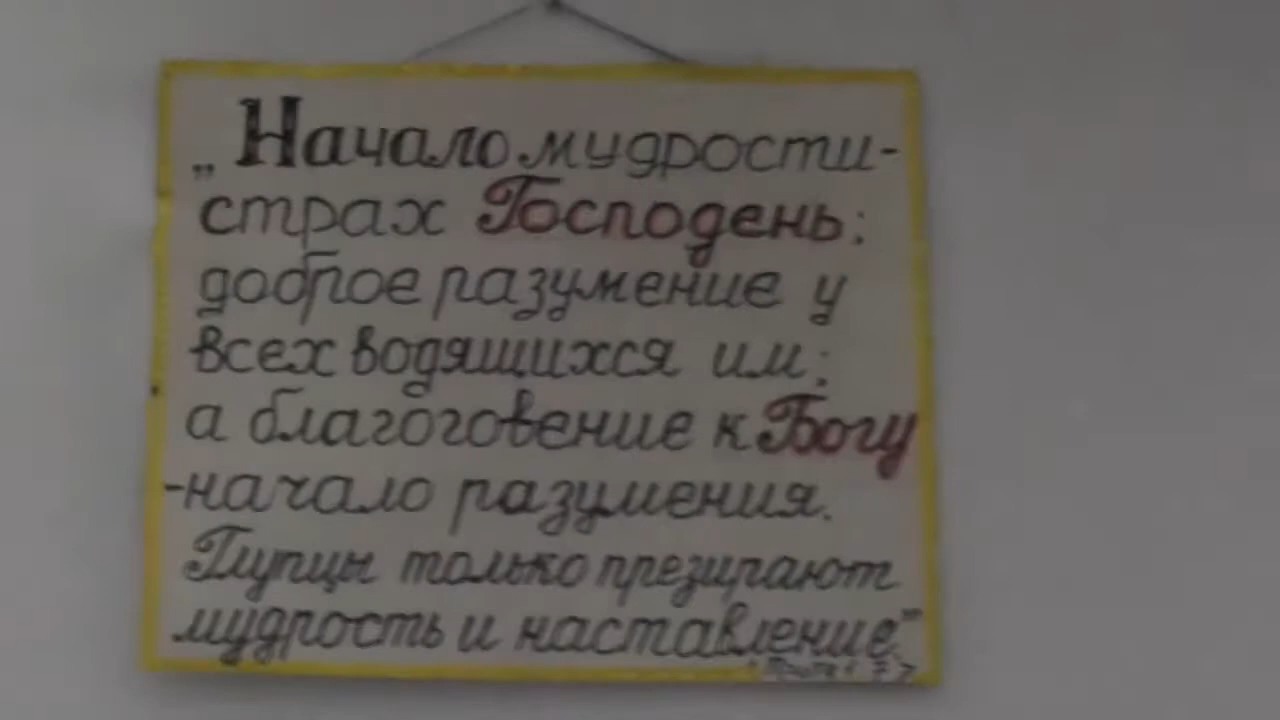 „Начало мудрости-
страх Господень;
доброе разумение у
всех водящихся им;
а благоговение к Богу
-начало разумения.
Глупцы только презирают
мудрость и наставление."